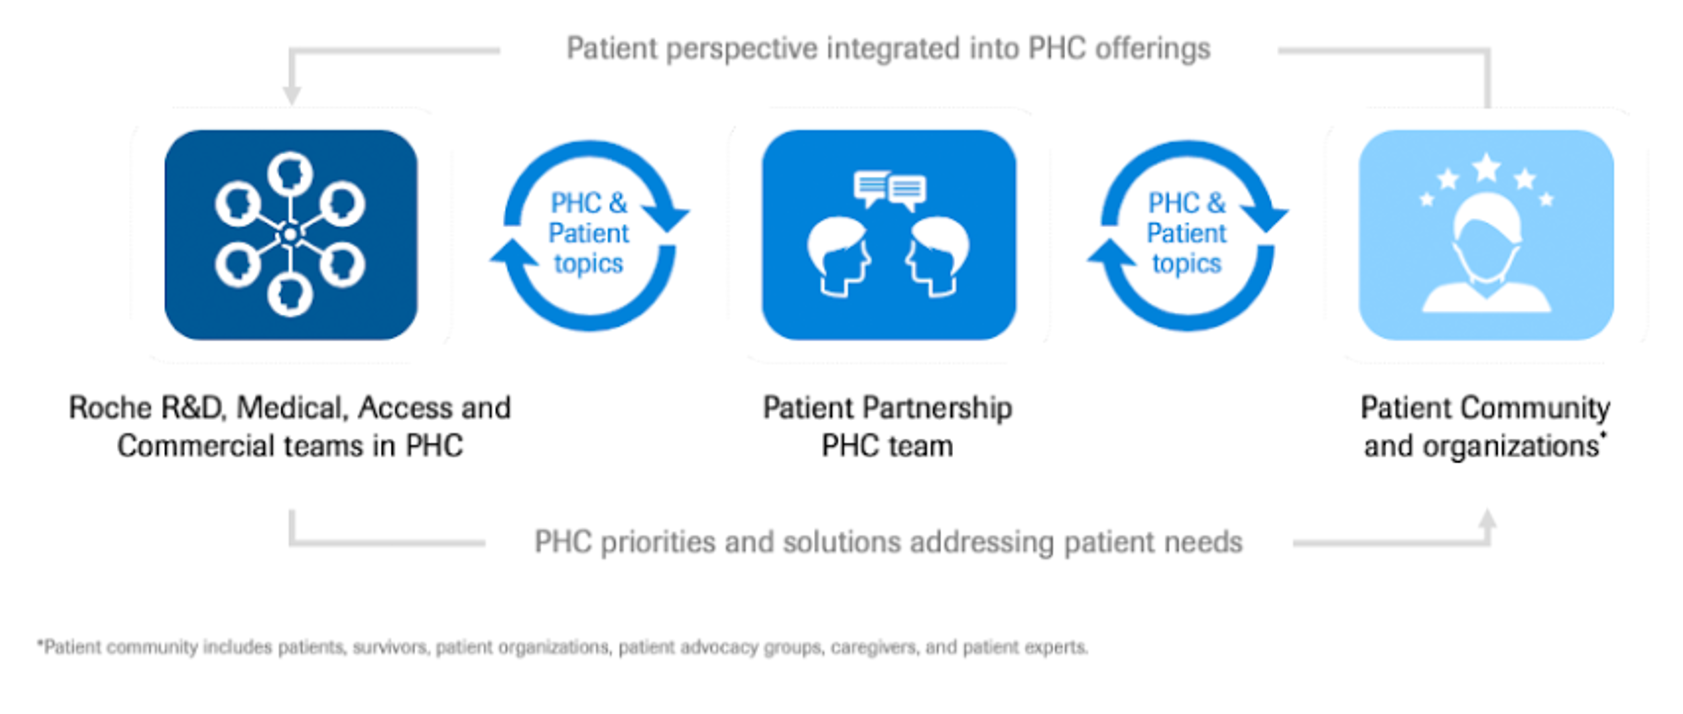 Patient perspective integrated into PHC offerings
PHC &
Patient
topics
PHC &
Patient
topics
Roche R&D, Medical, Access and
Commercial teams in PHC
Patient Partnership
PHC team
Patient Community
and organizations*
PHC priorities and solutions addressing patient needs
*Patient community includes patients, survivors, patient organizations, patient advocacy groups, caregivers, and patient experts.